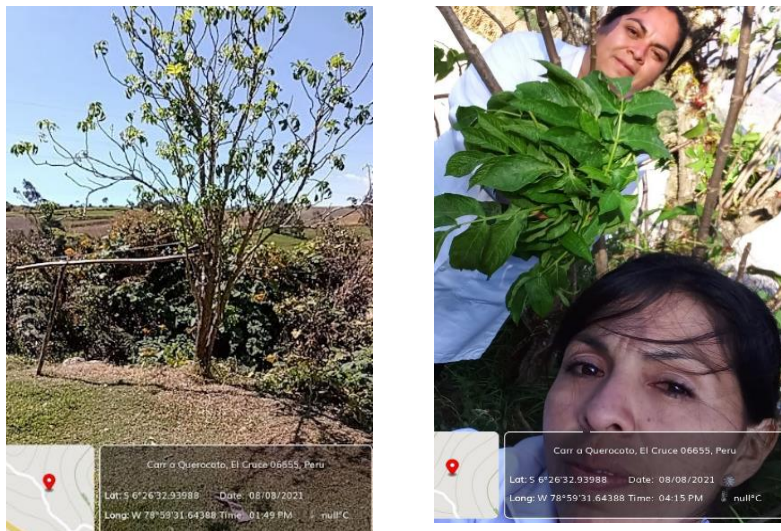 Carr a Querocoto, El Cruce 06655, Peru
Lat: S 6°26'32.93988 Date: 08/08/2021
Long: W 78°59'31.64388 Time: 01:49 PM null°C
Carr a Querocoto, El Cruce 06655, Peru
Lat: S 6°26'32.93988 Date: 08/08/2021
Long: W 78°59'31.64388 Time: 04:15 PM null°C